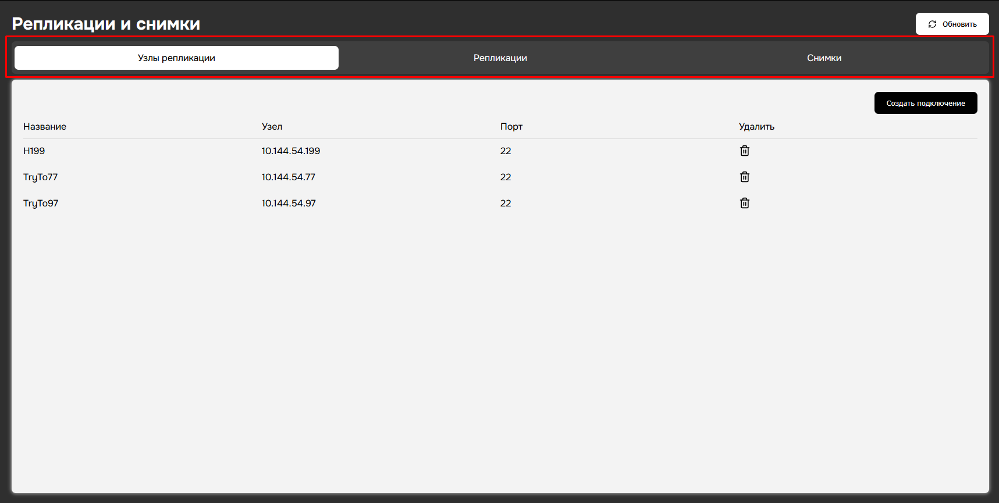 Репликации и снимки
Обновить
Узлы репликации Репликации Снимки
Создать подключение
Название Узел Порт Удалить
H199 10.144.54.199 22
TryTo77 10.144.54.77 22
TryTo97 10.144.54.97 22